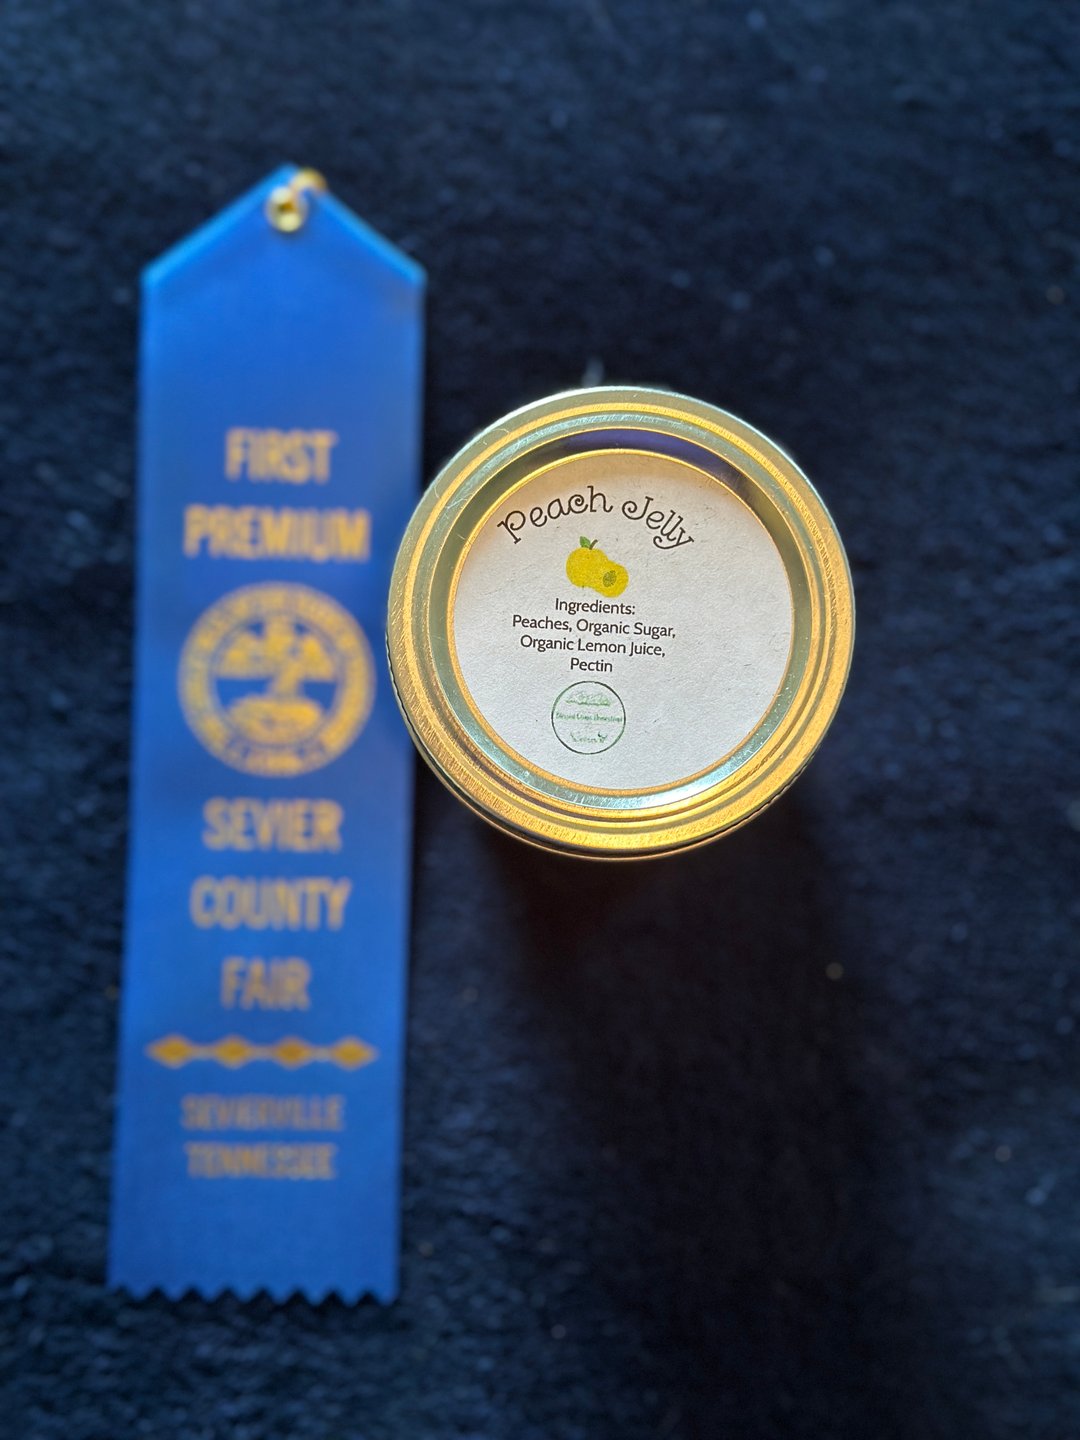 FIRST
PREMIUM
SEVIER
COUNTY
FAIR
SEVIERVILLE
TENNESSEE
Peach Jelly
Ingredients:
Peaches, Organic Sugar,
Organic Lemon Juice,
Pectin